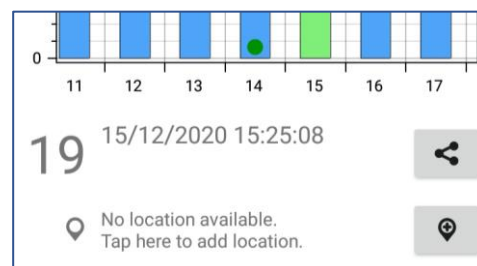 0
11 12 13 14 15 16 17
19
15/12/2020 15:25:08
No location available.
Tap here to add location.